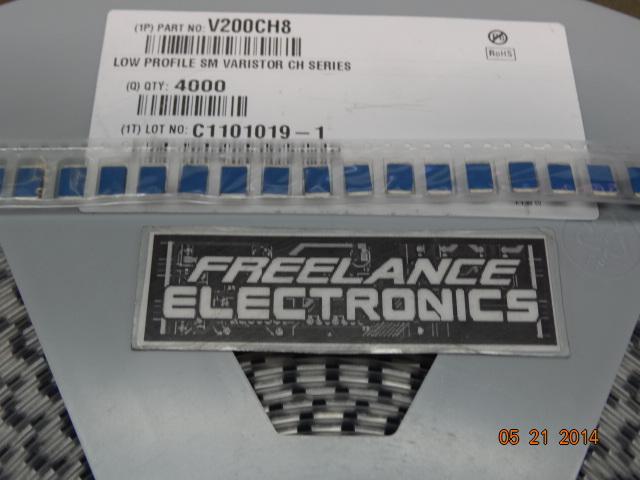 (1P) PART NO: V200CH8
LOW PROFILE SM VARISTOR CH SERIES
(Q) QTY: 4000
(1T) LOT NO: C1101019-1
Pb
RoHS
FREELANCE
ELECTRONICS
05 21 2014